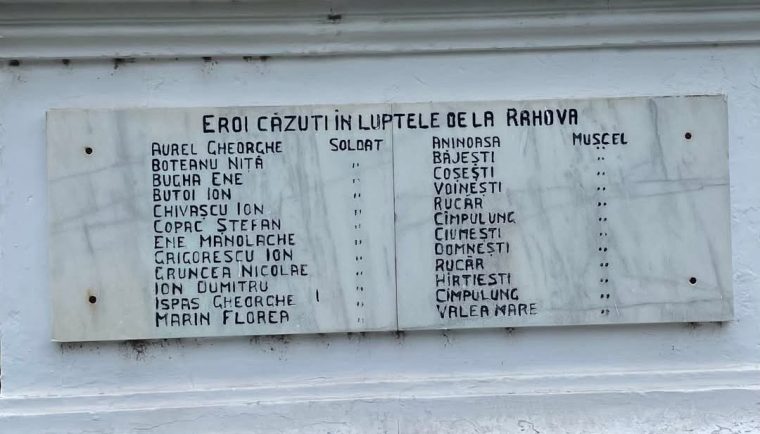 EROI CĂZUTI ÎN LUPTELE DE LA RAHOVA
AUREL GHEORGHE SOLDAT ANINOASA MUȘCEL
BOTEANU NIȚĂ " BĂJEȘTI "
BUGHA ENE " COȘEȘTI "
BUTOI ION " VOINEȘTI "
CHIVASCU ION " RUCĂR "
COPAC ȘTEFAN " CÎMPULUNG "
ENE MANOLACHE " CIUMEȘTI "
GRIGORESCU ION " DOMNEȘTI "
GRUNCEA NICOLAE " RUCĂR "
ION DUMITRU " HÎRTIEȘTI "
ISPAS GHEORGHE I " CÎMPULUNG "
MARIN FLOREA " VALEA MARE "